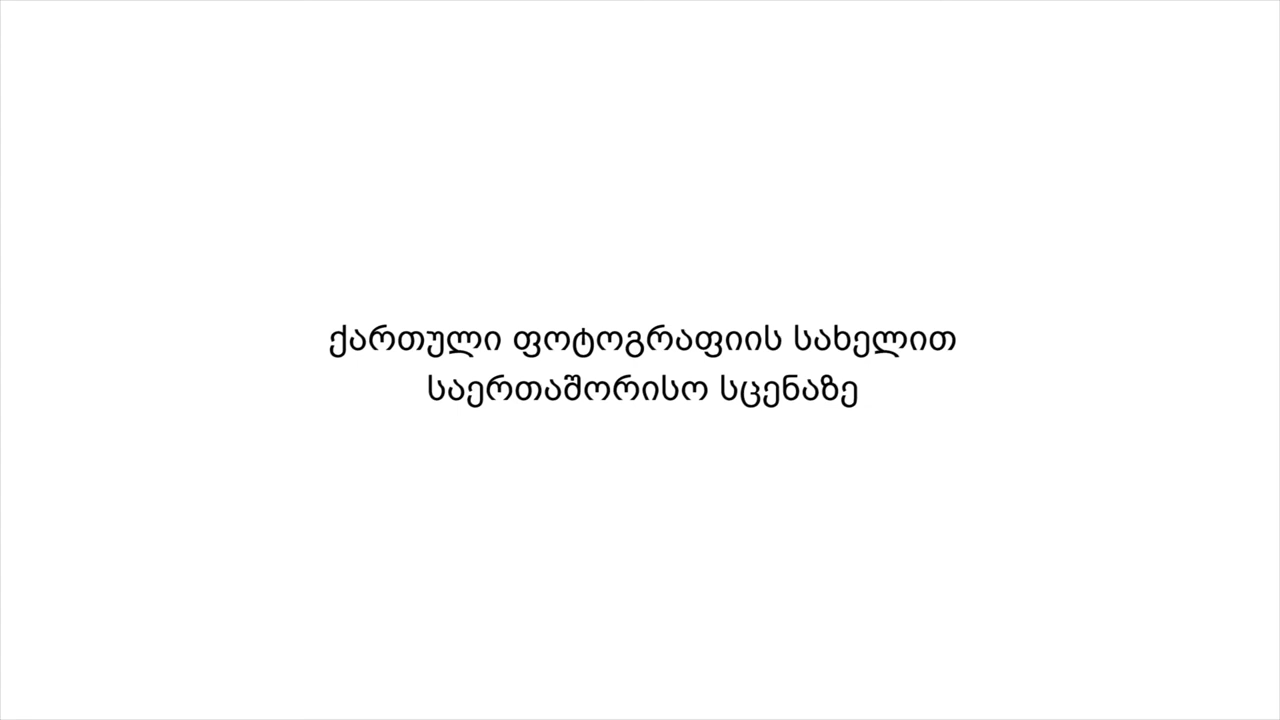 ქართული ფოტოგრაფიის სახელით
საერთაშორისო სცენაზე